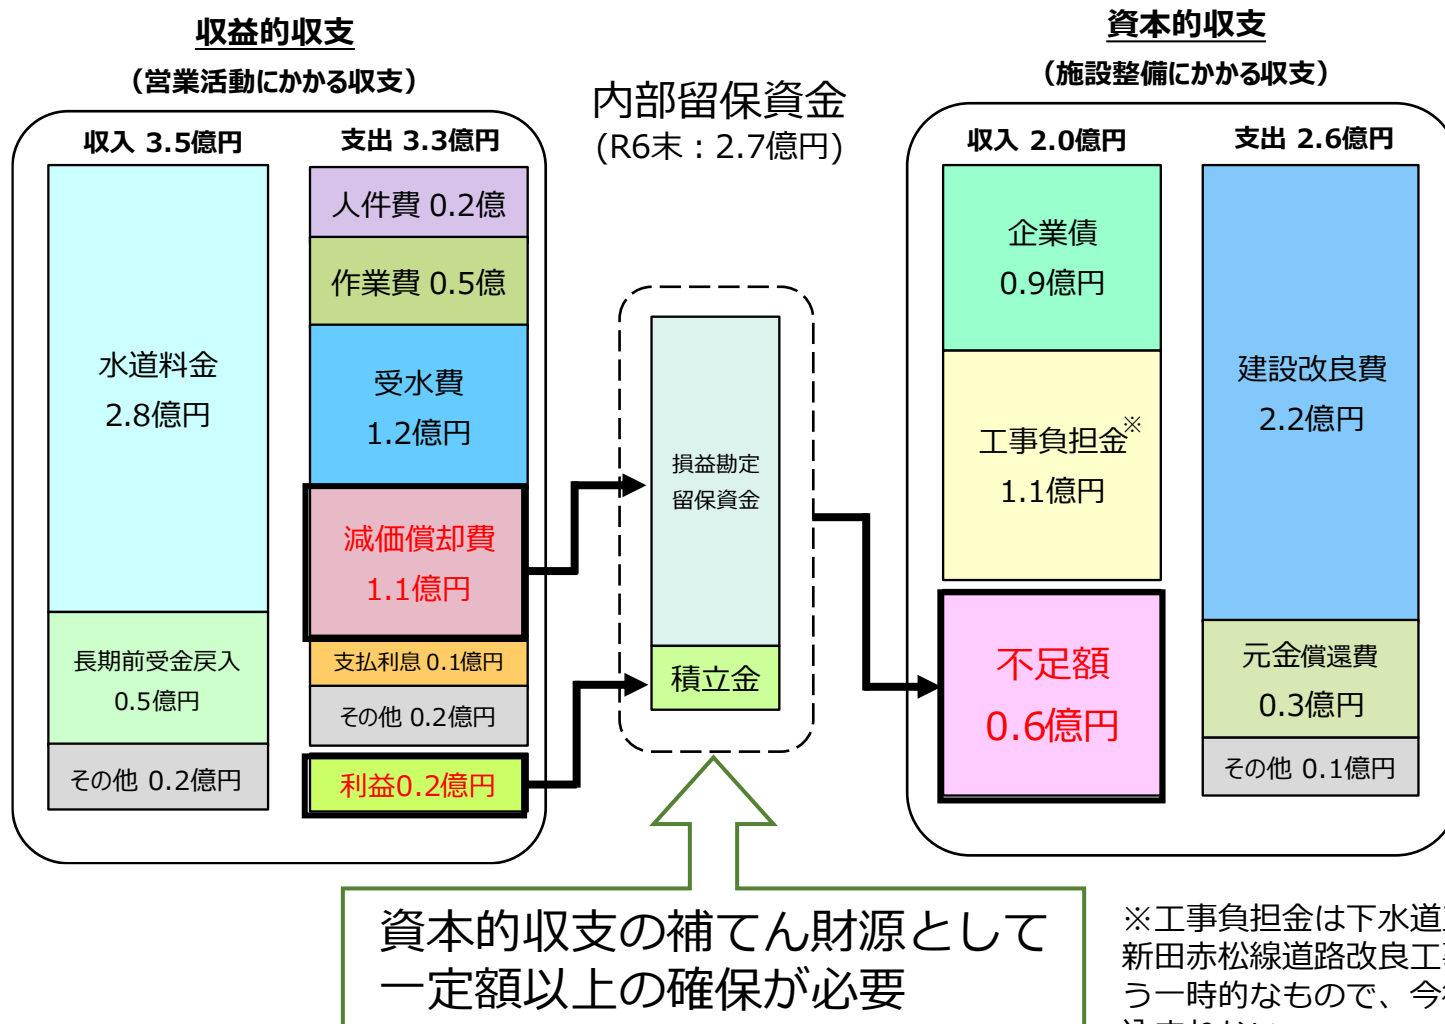 収益的収支
（営業活動にかかる収支）
収入 3.5億円
支出 3.3億円
水道料金
2.8億円
長期前受金戻入
0.5億円
その他 0.2億円
人件費 0.2億
作業費 0.5億
受水費
1.2億円
減価償却費
1.1億円
支払利息 0.1億円
その他 0.2億円
利益0.2億円
内部留保資金
(R6末：2.7億円)
損益勘定
留保資金
積立金
資本的収支
（施設整備にかかる収支）
収入 2.0億円
支出 2.6億円
企業債
0.9億円
工事負担金※
1.1億円
不足額
0.6億円
建設改良費
2.2億円
元金償還費
0.3億円
その他 0.1億円
資本的収支の補てん財源として
一定額以上の確保が必要
※工事負担金は下水道
新田赤松線道路改良工
う一時的なもので、今